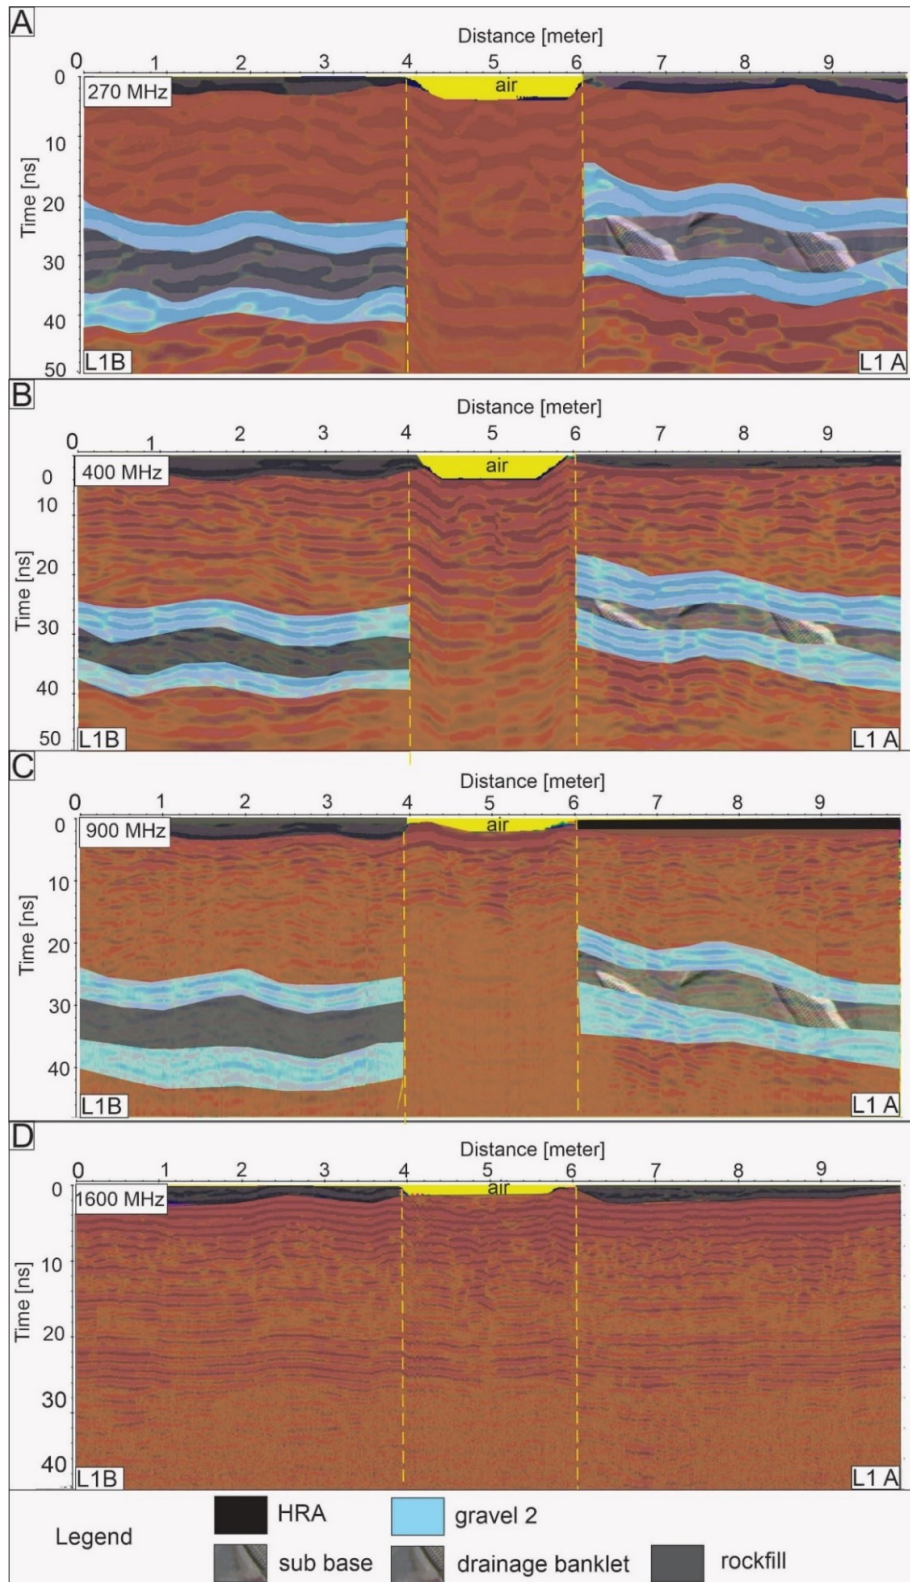 A
Distance [meter]
0 1 2 3 4 5 6 7 8 9
Time [ns]
0
10
20
30
40
50
270 MHz
air
L1B
L1 A
B
Distance [meter]
0 1 2 3 4 5 6 7 8 9
Time [ns]
0
10
20
30
40
50
400 MHz
air
L1B
L1 A
C
Distance [meter]
0 1 2 3 4 5 6 7 8 9
Time [ns]
0
10
20
30
40
900 MHz
air
L1B
L1 A
D
Distance [meter]
0 1 2 3 4 5 6 7 8 9
Time [ns]
0
10
20
30
40
1600 MHz
air
L1B
L1 A
Legend
HRA
gravel 2
sub base
drainage banklet
rockfill